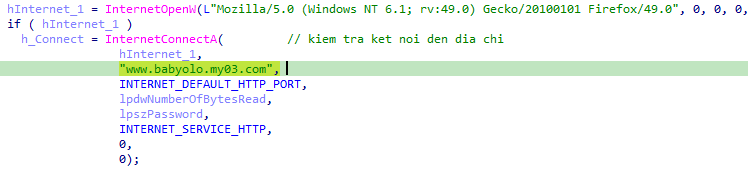 hInternet_1 = InternetOpenW(L"Mozilla/5.0 (Windows NT 6.1; rv:49.0) Gecko/20100101 Firefox/49.0", 0, 0, 0,
if ( hInternet_1 )
h_Connect = InternetConnectA( // kiem tra ket noi den dia chi
hInternet_1,
"www.babyolo.my03.com",
INTERNET_DEFAULT_HTTP_PORT,
lpdwNumberOfBytesRead,
lpszPassword,
INTERNET_SERVICE_HTTP,
0,
0);